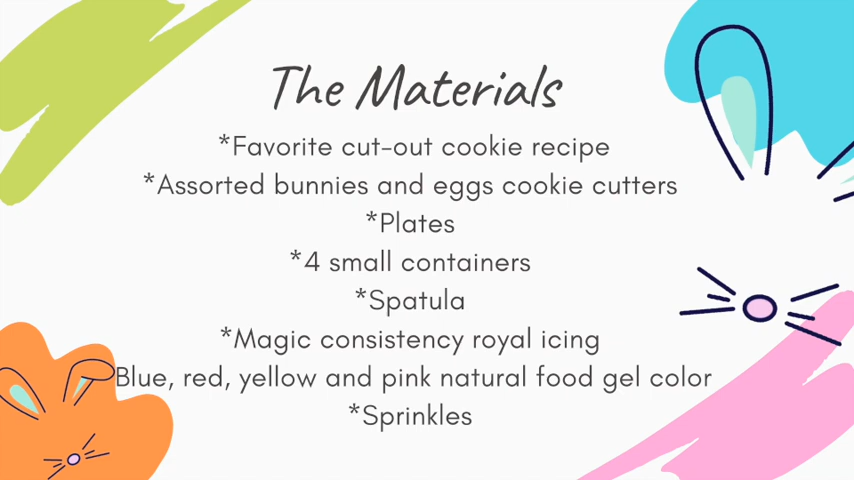 The Materials
*Favorite cut-out cookie recipe
*Assorted bunnies and eggs cookie cutters
*Plates
*4 small containers
*Spatula
*Magic consistency royal icing
Blue, red, yellow and pink natural food gel color
*Sprinkles